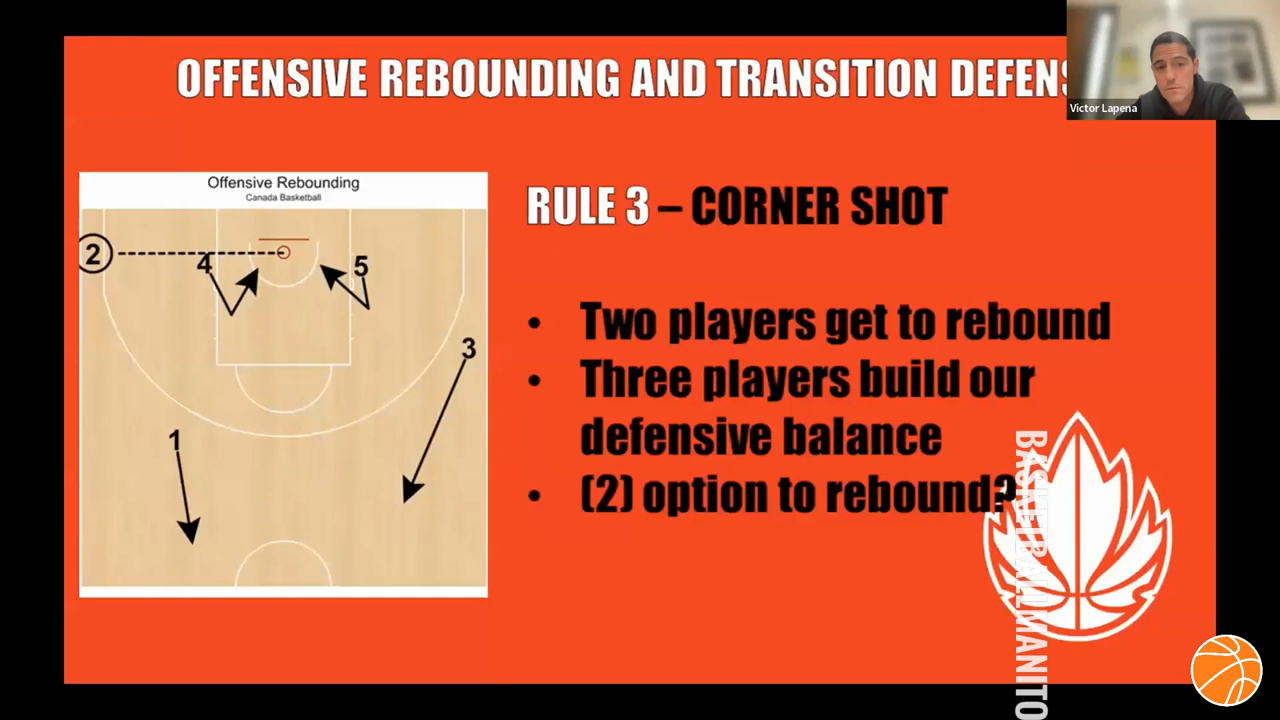 OFFENSIVE REBOUNDING AND TRANSITION DEFENS
Victor Lapena
Offensive Rebounding
Canada Basketball
2
4
5
3
1
RULE 3 – CORNER SHOT
• Two players get to rebound
• Three players build our
defensive balance
• (2) option to rebound?
BASKETBALLMANITO